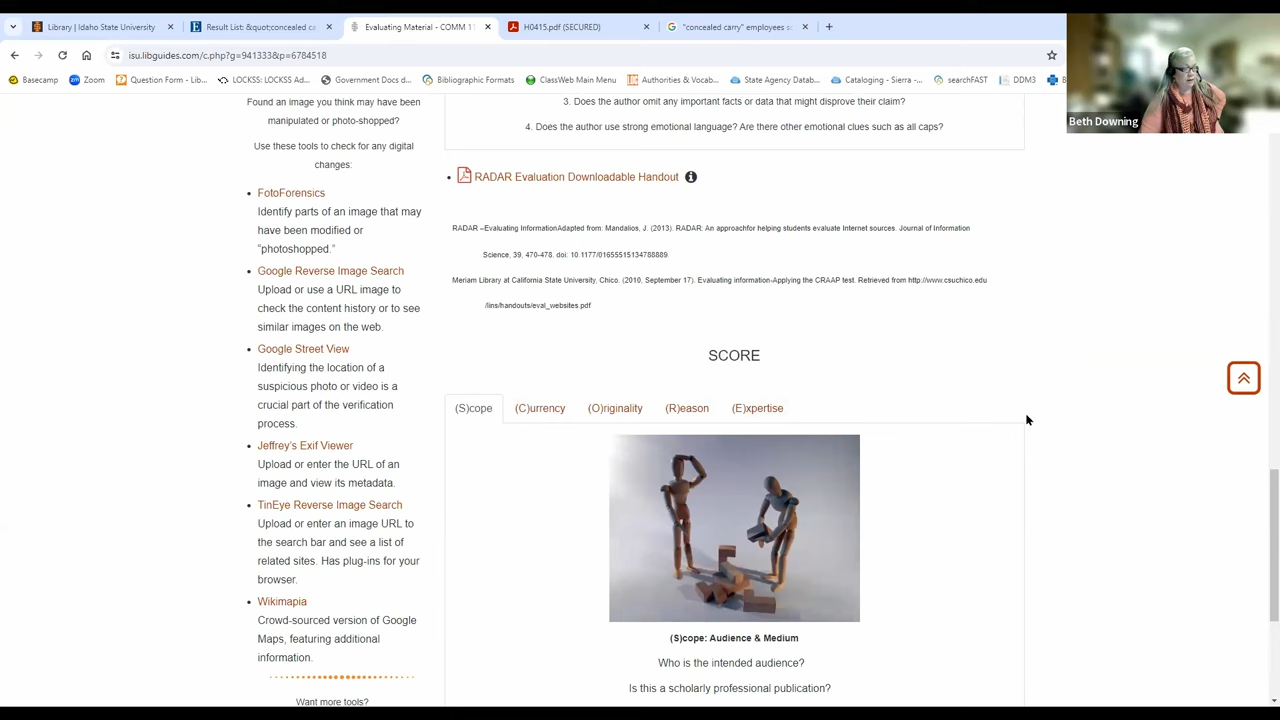 Library | Idaho State University
Result List: &quot;concealed ca
Evaluating Material - COMM 11
H0415.pdf (SECURED)
"concealed carry" employees sc
isu.libguides.com/c.php?g=941333&p=6784518
Basecamp
Zoom
Question Form - Lib...
LOCKSS: LOCKSS Ad...
Government Docs d...
Bibliographic Formats
ClassWeb Main Menu
Authorities & Vocab...
State Agency Datab...
Cataloging - Sierra -...
searchFAST
DDM3
Beth Downing
Found an image you think may have been
manipulated or photo-shopped?
Use these tools to check for any digital
changes:
FotoForensics
Identify parts of an image that may
have been modified or
“photoshopped.”
Google Reverse Image Search
Upload or use a URL image to
check the content history or to see
similar images on the web.
Google Street View
Identifying the location of a
suspicious photo or video is a
crucial part of the verification
process.
Jeffrey’s Exif Viewer
Upload or enter the URL of an
image and view its metadata.
TinEye Reverse Image Search
Upload or enter an image URL to
the search bar and see a list of
related sites. Has plug-ins for your
browser.
Wikimapia
Crowd-sourced version of Google
Maps, featuring additional
information.
Want more tools?
3. Does the author omit any important facts or data that might disprove their claim?
4. Does the author use strong emotional language? Are there other emotional clues such as all caps?
RADAR Evaluation Downloadable Handout
RADAR –Evaluating InformationAdapted from: Mandalios, J. (2013). RADAR: An approachfor helping students evaluate Internet sources. Journal of Information
Science, 39, 470-478. doi: 10.1177/0165551513478889.
Meriam Library at California State University, Chico. (2010, September 17). Evaluating information-Applying the CRAAP test. Retrieved from http://www.csuchico.edu
/lins/handouts/eval_websites.pdf
SCORE
(S)cope
(C)urrency
(O)riginality
(R)eason
(E)xpertise
(S)cope: Audience & Medium
Who is the intended audience?
Is this a scholarly professional publication?